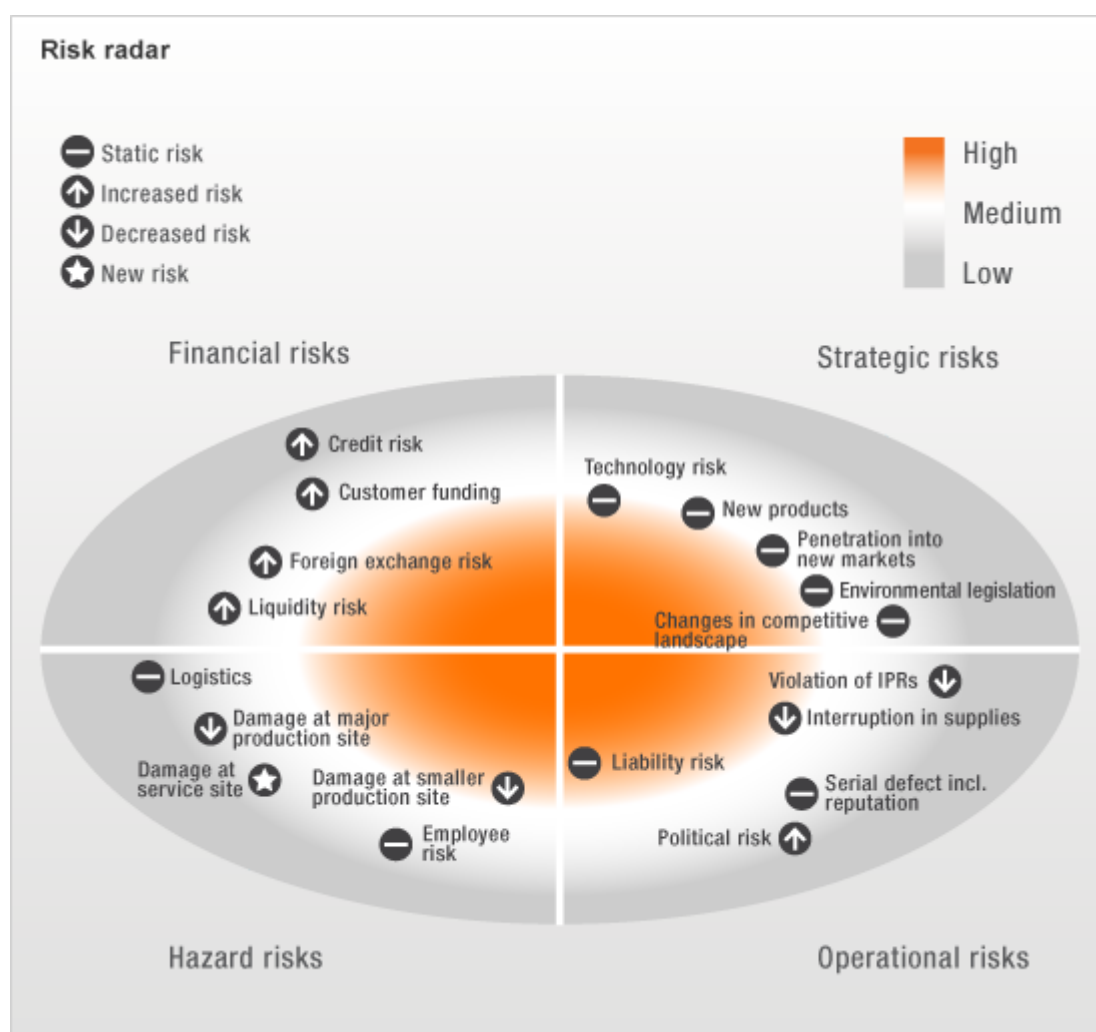 Risk radar
Static risk
Increased risk
Decreased risk
New risk
High
Medium
Low
Financial risks
Strategic risks
Credit risk
Customer funding
Foreign exchange risk
Liquidity risk
Technology risk
New products
Penetration into
new markets
Environmental legislation
Changes in competitive
landscape
Logistics
Damage at major
production site
Damage at
service site
Damage at smaller
production site
Employee
risk
Violation of IPRs
Interruption in supplies
Liability risk
Serial defect incl.
reputation
Political risk
Hazard risks
Operational risks